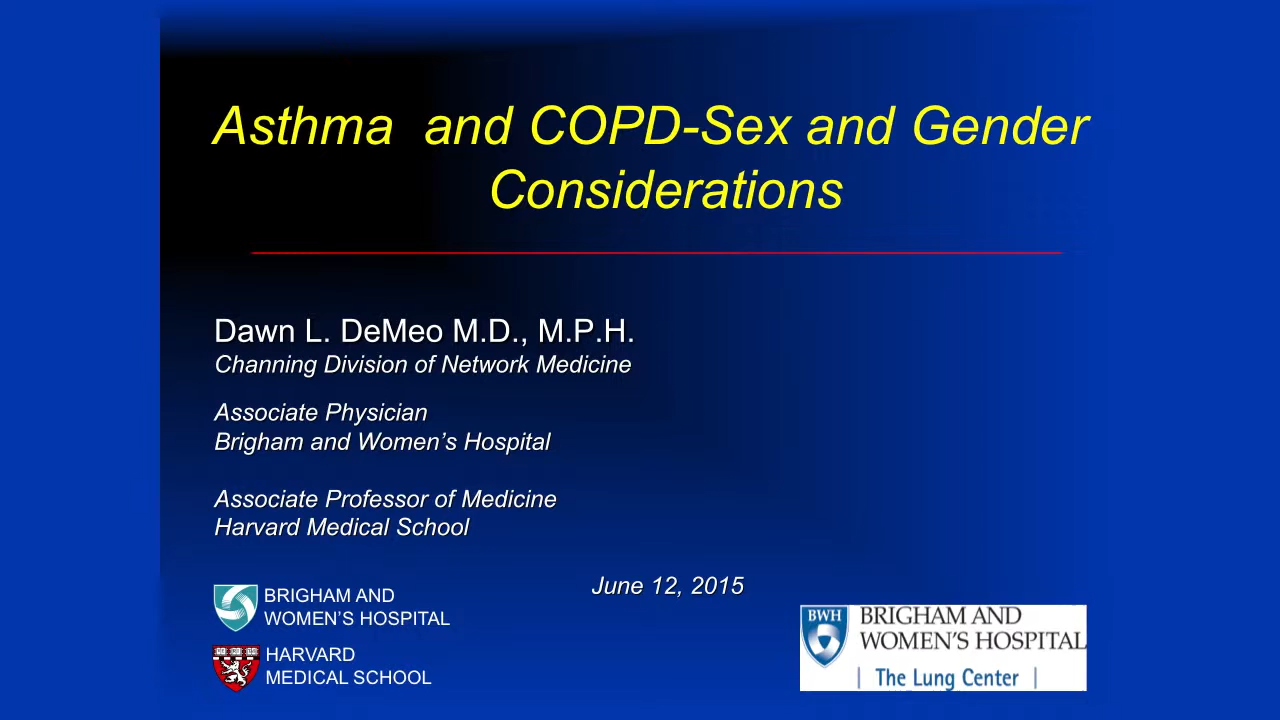 Asthma  and COPD-Sex and Gender
Considerations
Dawn L. DeMeo M.D., M.P.H.
Channing Division of Network Medicine
Associate Physician
Brigham and Women’s Hospital
Associate Professor of Medicine
Harvard Medical School
June 12, 2015
BRIGHAM AND
WOMEN’S HOSPITAL
HARVARD
MEDICAL SCHOOL
BWH
BRIGHAM AND
WOMEN’S HOSPITAL
| The Lung Center |